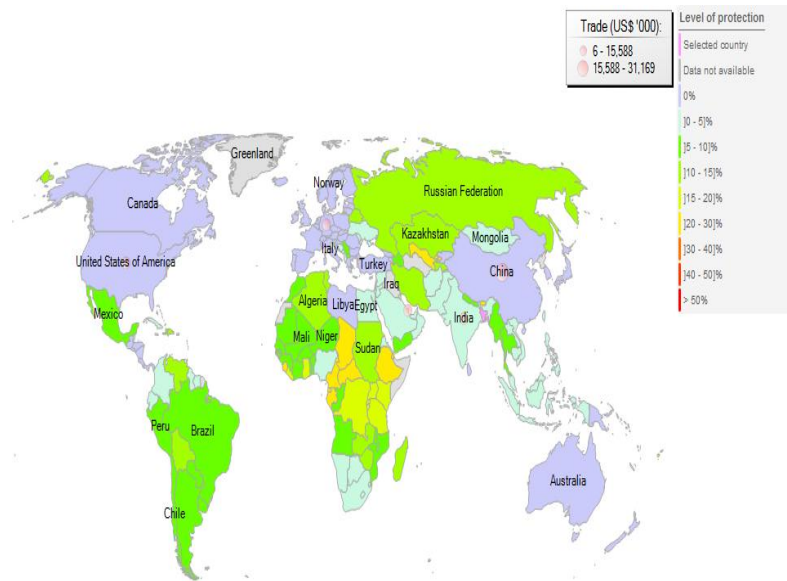 Trade (US$ '000):
6 - 15,588
15,588 - 31,169
Level of protection
Selected country
Data not available
0%
]0 - 5]%
]5 - 10]%
]10 - 15]%
]15 - 20]%
]20 - 30]%
]30 - 40]%
]40 - 50]%
> 50%
Greenland
Norway
Russian Federation
Canada
Kazakhstan
Mongolia
Italy
United States of America
Turkey
China
Iraq
Algeria
Libya
Egypt
Mexico
India
Mali
Niger
Sudan
Peru
Brazil
Australia
Chile